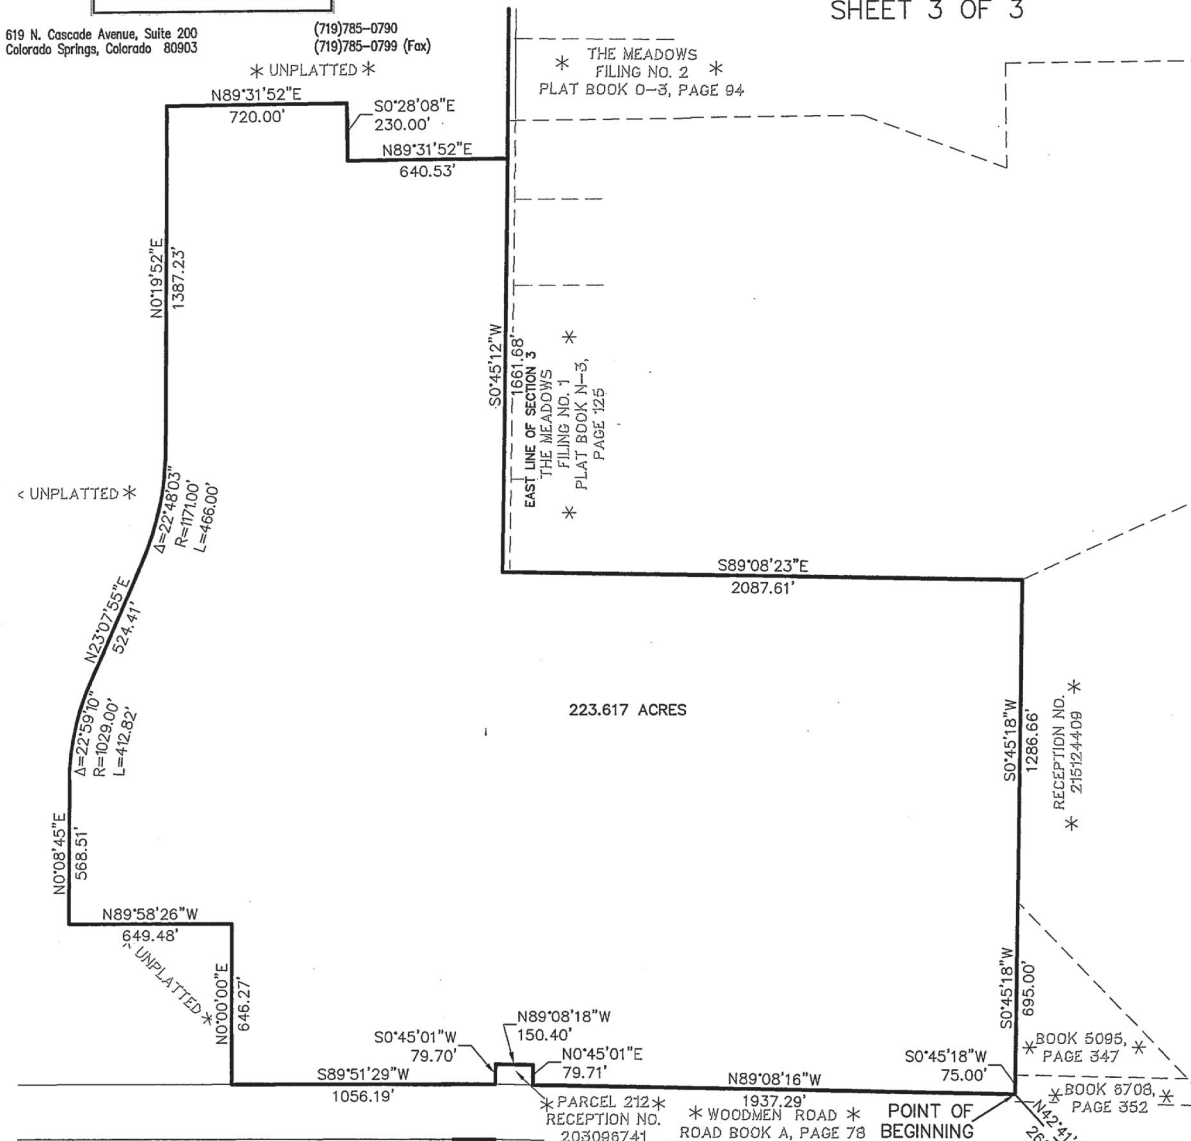 SHEET 3 OF 3
619 N. Cascade Avenue, Suite 200
Colorado Springs, Colorado 80903
(719)785-0790
(719)785-0799 (Fax)
* UNPLATTED *
THE MEADOWS
* FILING NO. 2 *
PLAT BOOK O-3, PAGE 94
N89°31'52"E
720.00'
S0°28'08"E
230.00'
N89°31'52"E
640.53'
N0°19'52"E
1387.23'
S0°45'12"W
1661.68'
EAST LINE OF SECTION 3
* THE MEADOWS
FILING NO. 1
PLAT BOOK N-3,
PAGE 125 *
< UNPLATTED *
Δ=22°48'03"
R=1171.00'
L=466.00'
S89°08'23"E
2087.61'
N23°07'55"E
524.41'
223.617 ACRES
Δ=22°59'10"
R=1029.00'
L=412.82'
S0°45'18"W
1286.66'
* RECEPTION NO. *
215124409
N0°08'45"E
568.51'
N89°58'26"W
649.48'
* UNPLATTED *
N0°00'00"E
646.27'
S0°45'18"W
695.00'
N89°08'18"W
150.40'
S0°45'01"W
79.70'
N0°45'01"E
79.71'
* BOOK 5095, *
PAGE 347
S0°45'18"W
75.00'
S89°51'29"W
1056.19'
N89°08'16"W
1937.29'
* BOOK 6708, *
PAGE 352
* PARCEL 212 *
RECEPTION NO.
203096741
* WOODMEN ROAD *
ROAD BOOK A, PAGE 78
POINT OF
BEGINNING
N42°41'
26